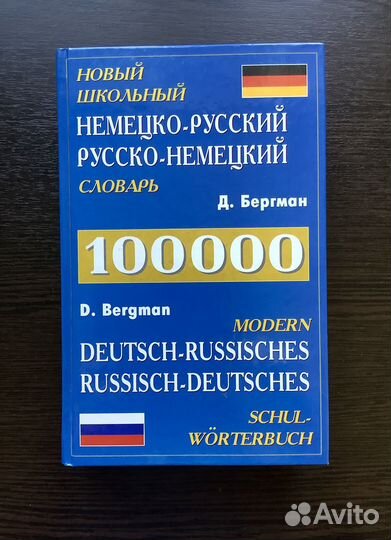 НОВЫЙ
ШКОЛЬНЫЙ
НЕМЕЦКО-РУССКИЙ
РУССКО-НЕМЕЦКИЙ
СЛОВАРЬ
Д. Бергман
100000
D. Bergman
MODERN
DEUTSCH-RUSSISCHES
RUSSISCH-DEUTSCHES
SCHUL-
WÖRTERBUCH
Avito